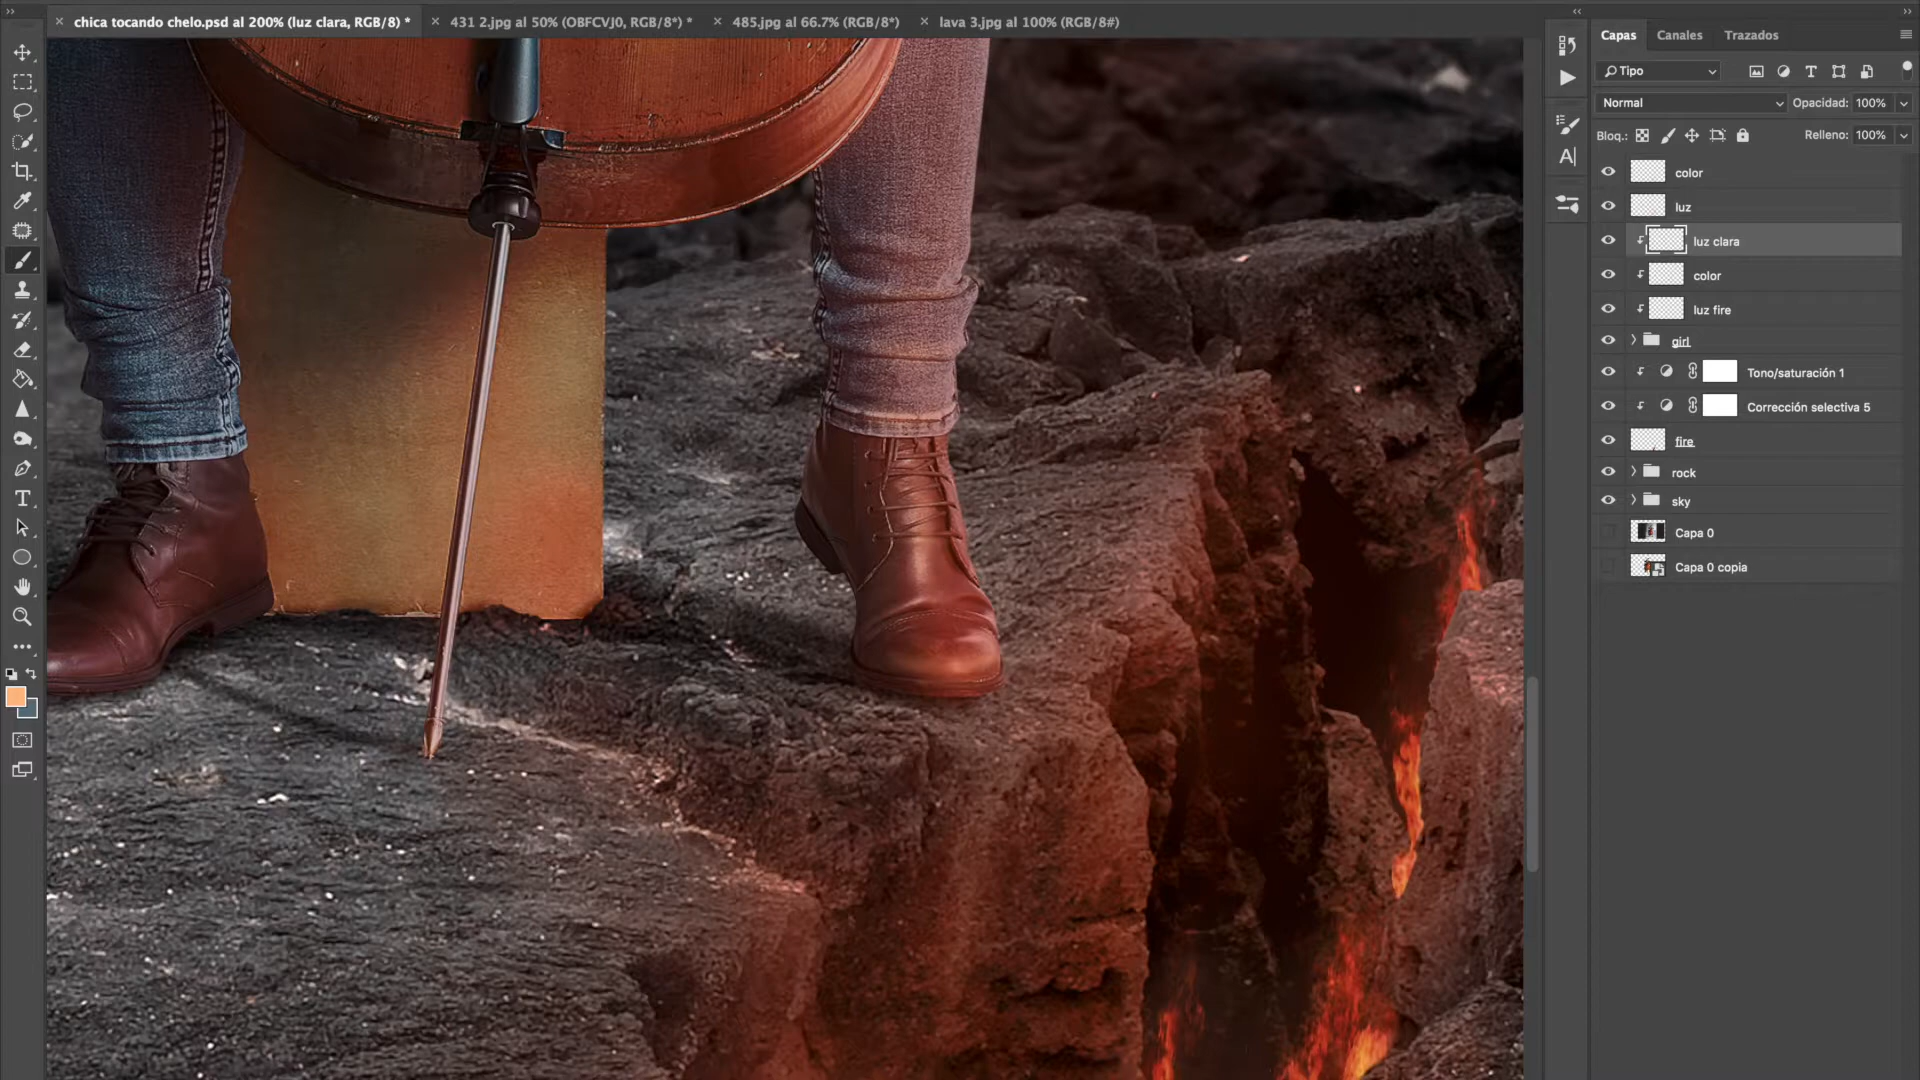 chica tocando chelo.psd al 200% (luz clara, RGB/8) *
431 2.jpg al 50% (OBFCVJ0, RGB/8*) *
485.jpg al 66.7% (RGB/8*)
lava 3.jpg al 100% (RGB/8#)
Capas
Canales
Trazados
Tipo
Normal
Opacidad: 100%
Bloq.:
Relleno: 100%
color
luz
luz clara
color
luz fire
girl
Tono/saturación 1
Corrección selectiva 5
fire
rock
sky
Capa 0
Capa 0 copia